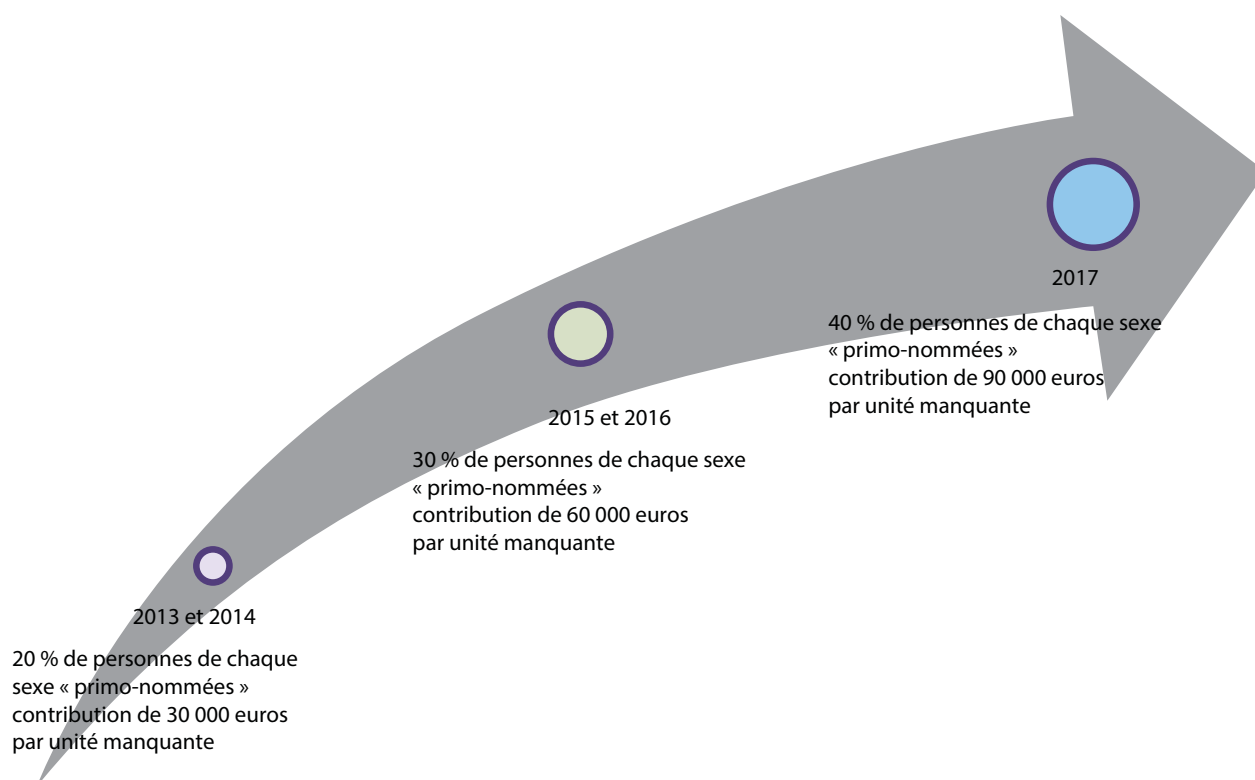 2013 et 2014
20 % de personnes de chaque
sexe « primo-nommées »
contribution de 30 000 euros
par unité manquante
2015 et 2016
30 % de personnes de chaque sexe
« primo-nommées »
contribution de 60 000 euros
par unité manquante
2017
40 % de personnes de chaque sexe
« primo-nommées »
contribution de 90 000 euros
par unité manquante